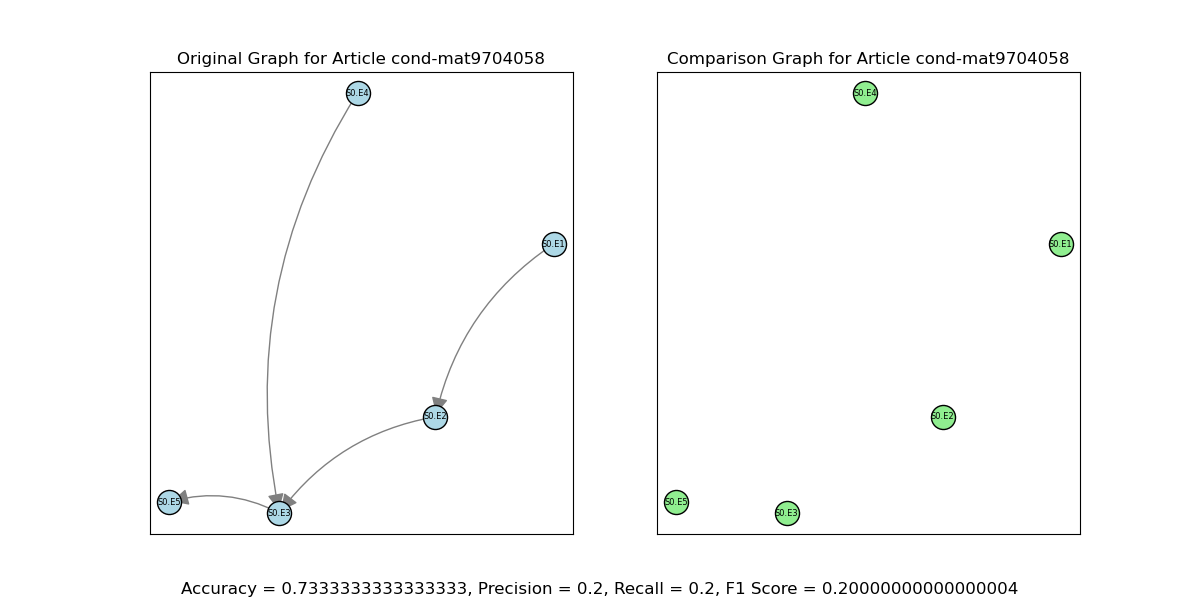 Original Graph for Article cond-mat9704058
Comparison Graph for Article cond-mat9704058
S0.E4
S0.E4
S0.E1
S0.E1
S0.E2
S0.E2
S0.E5
S0.E3
S0.E5
S0.E3
Accuracy = 0.7333333333333333, Precision = 0.2, Recall = 0.2, F1 Score = 0.20000000000000004